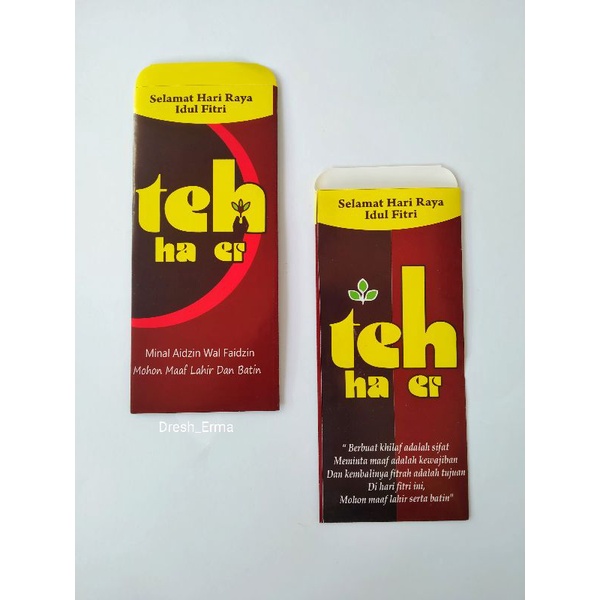 Selamat Hari Raya
Idul Fitri
teh
ha er
Minal Aidzin Wal Faidzin
Mohon Maaf Lahir Dan Batin
Dresh_Erma
Selamat Hari Raya
Idul Fitri
teh
ha er
" Berbuat khilaf adalah sifat
Meminta maaf adalah kewajiban
Dan kembalinya fitrah adalah tujuan
Di hari fitri ini,
Mohon maaf lahir serta batin"